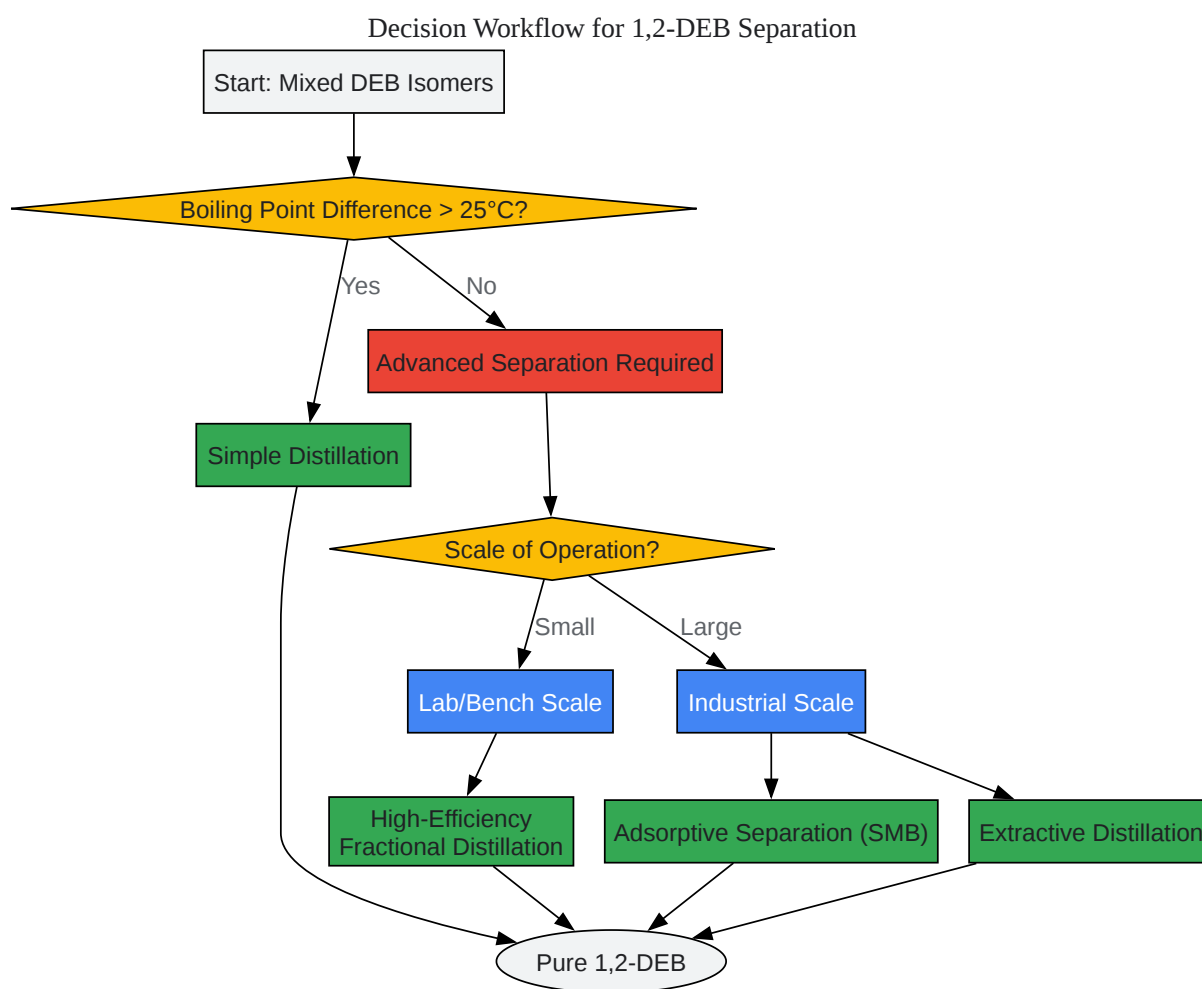 Decision Workflow for 1,2-DEB Separation
Start: Mixed DEB Isomers
Boiling Point Difference > 25°C?
Yes
No
Advanced Separation Required
Simple Distillation
Scale of Operation?
Small
Large
Lab/Bench Scale
Industrial Scale
High-Efficiency
Fractional Distillation
Adsorptive Separation (SMB)
Extractive Distillation
Pure 1,2-DEB